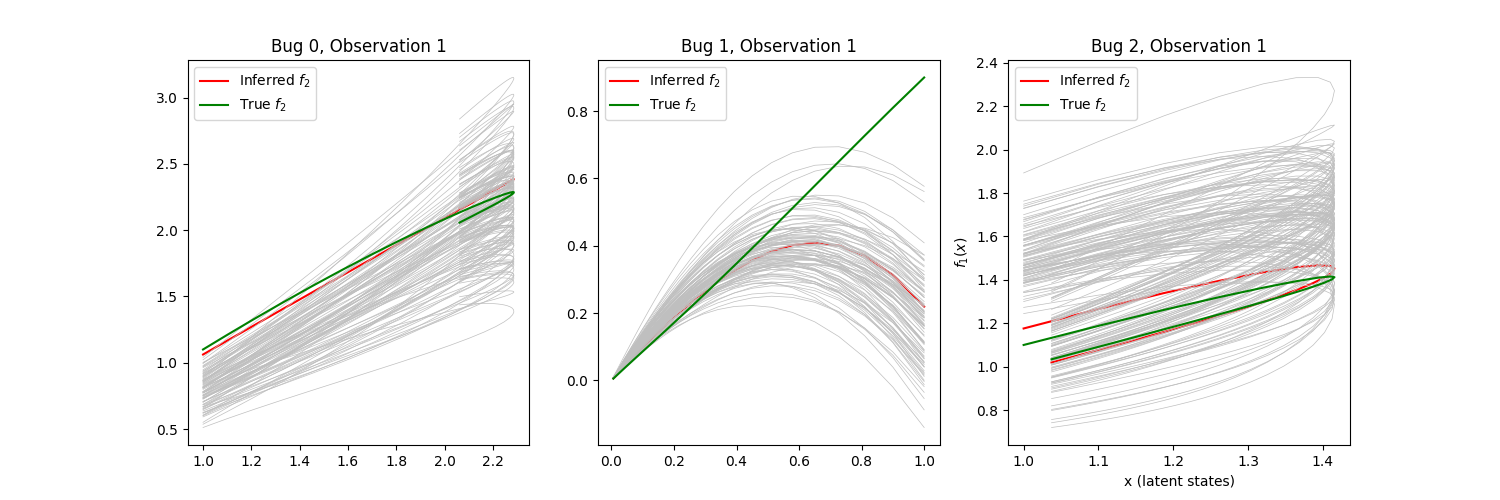 Bug 0, Observation 1
Inferred f₂
True f₂
3.0
2.5
2.0
1.5
1.0
0.5
1.0 1.2 1.4 1.6 1.8 2.0 2.2
Bug 1, Observation 1
Inferred f₂
True f₂
0.8
0.6
0.4
0.2
0.0
0.0 0.2 0.4 0.6 0.8 1.0
Bug 2, Observation 1
Inferred f₂
True f₂
f₁(x)
2.4
2.2
2.0
1.8
1.6
1.4
1.2
1.0
0.8
1.0 1.1 1.2 1.3 1.4
x (latent states)